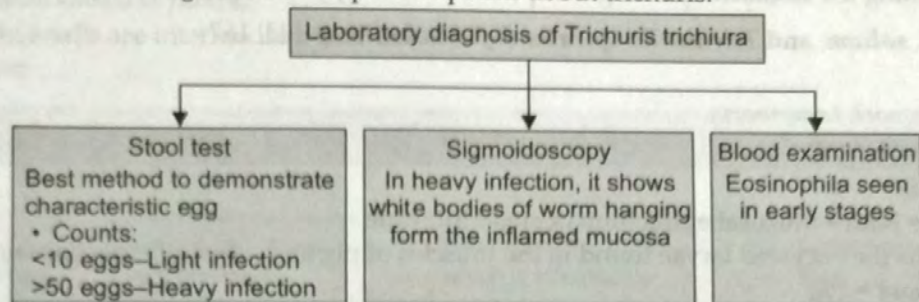 Laboratory diagnosis of Trichuris trichiura
Stool test
Best method to demonstrate
characteristic egg
• Counts:
<10 eggs–Light infection
>50 eggs–Heavy infection
Sigmoidoscopy
In heavy infection, it shows
white bodies of worm hanging
form the inflamed mucosa
Blood examination
Eosinophila seen
in early stages